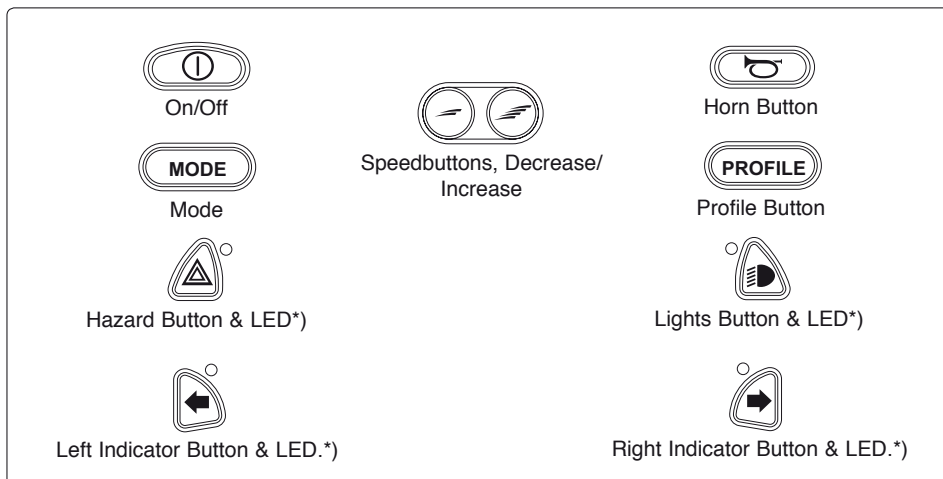 On/Off
Horn Button
Speedbuttons, Decrease/
Increase
MODE
Mode
PROFILE
Profile Button
Hazard Button & LED*)
Lights Button & LED*)
Left Indicator Button & LED.*)
Right Indicator Button & LED.*)